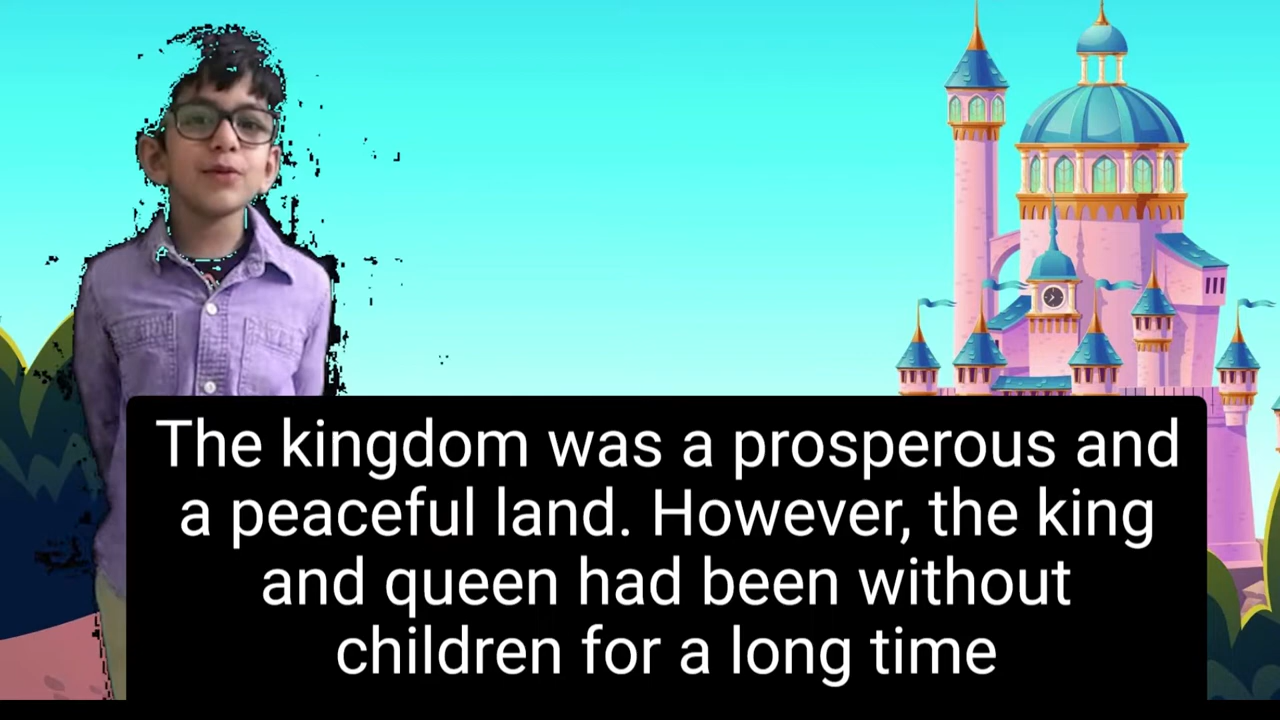 The kingdom was a prosperous and
a peaceful land. However, the king
and queen had been without
children for a long time